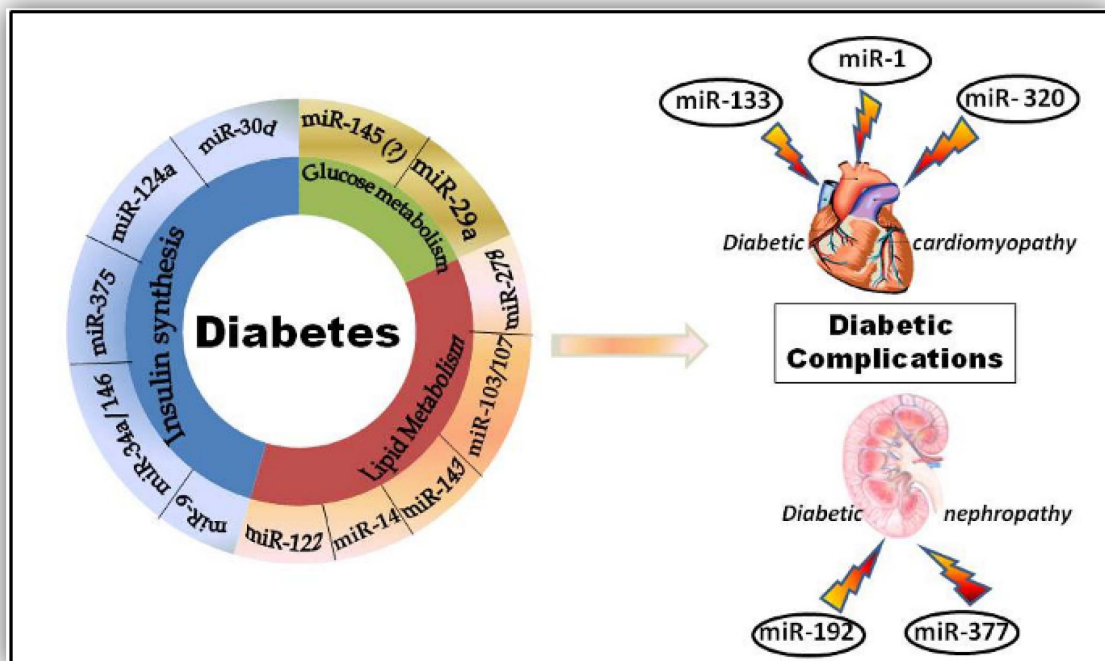 miR-30d
miR-124a
miR-375
miR-34a/146
miR-9
Insulin synthesis
miR-145 (?)
miR-29a
Glucose metabolism
miR-278
miR-103/107
miR-143
miR-14
miR-122
Lipid Metabolism
Diabetes
miR-1
miR-133
miR-320
Diabetic cardiomyopathy
Diabetic
Complications
Diabetic nephropathy
miR-192
miR-377